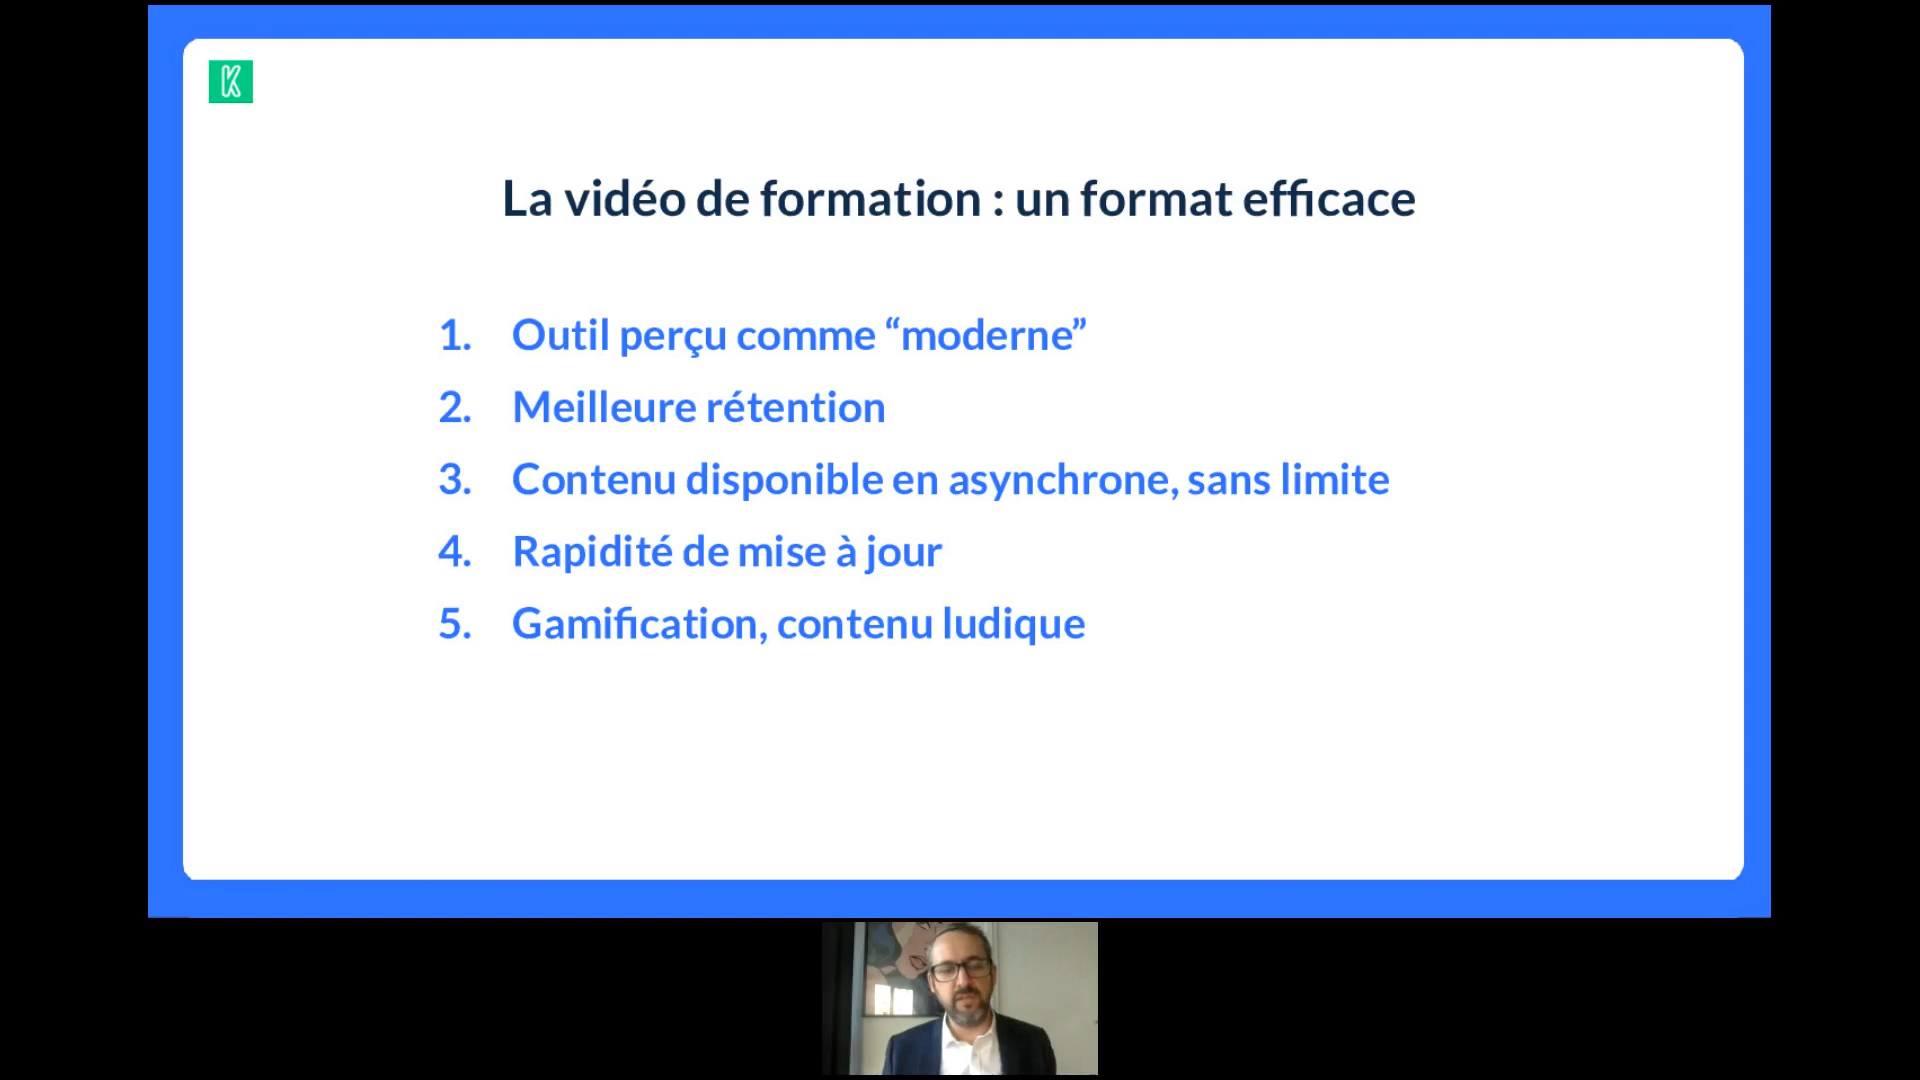 K
La vidéo de formation : un format efficace
1. Outil perçu comme “moderne”
2. Meilleure rétention
3. Contenu disponible en asynchrone, sans limite
4. Rapidité de mise à jour
5. Gamification, contenu ludique